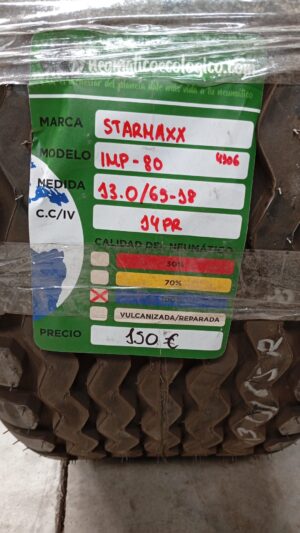 neumaticoecologico.com
MARCA STARMAXX
MODELO IMP-80 4306
MEDIDA 13.0/65-18
C.C/IV 14PR
CALIDAD DEL NEUMÁTICO
50%
70%
100%
VULCANIZADA/REPARADA
PRECIO 150 €